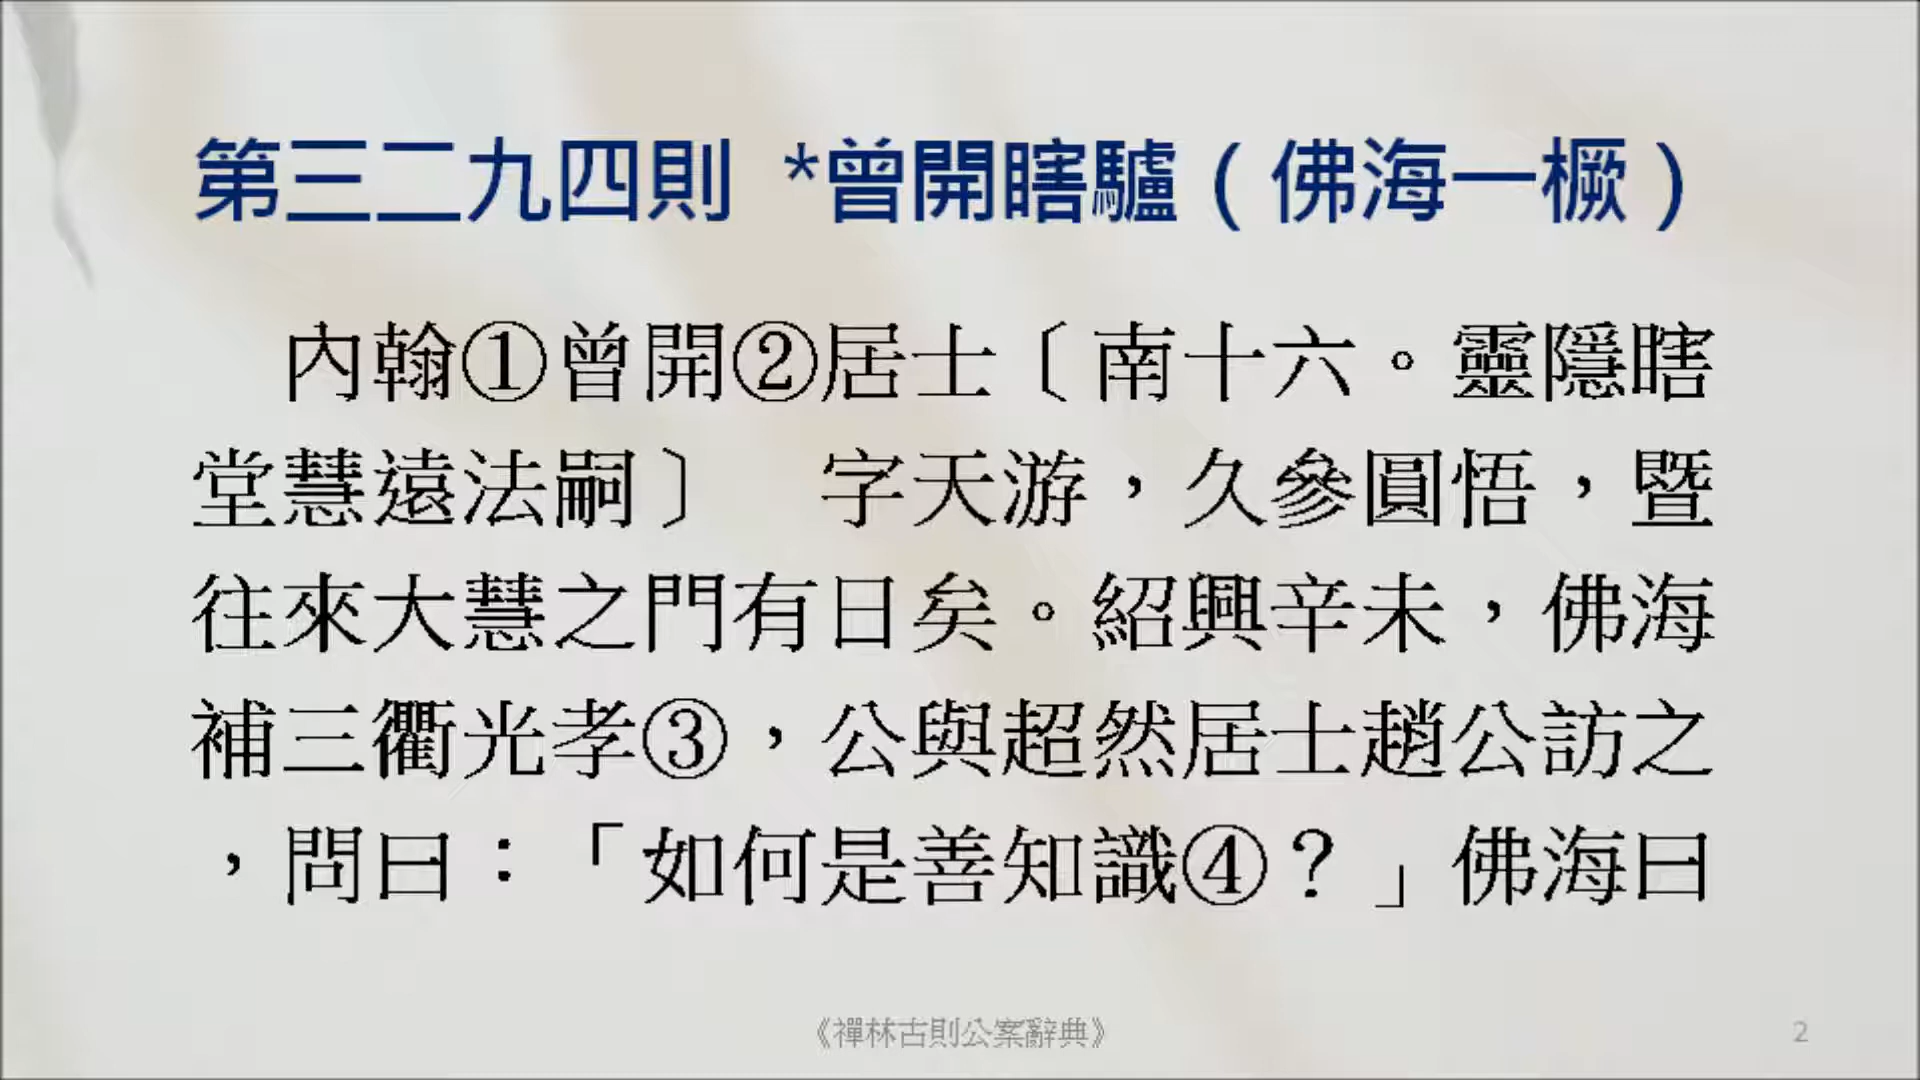 第三二九四則 *曾開瞎驢(佛海一橛)
內翰①曾開②居士〔南十六。靈隱瞎
堂慧遠法嗣〕 字天游，久參圓悟，暨
往來大慧之門有日矣。紹興辛未，佛海
補三衢光孝③，公與超然居士趙公訪之
，問曰：「如何是善知識④？」佛海曰
《禪林古則公案辭典》
2